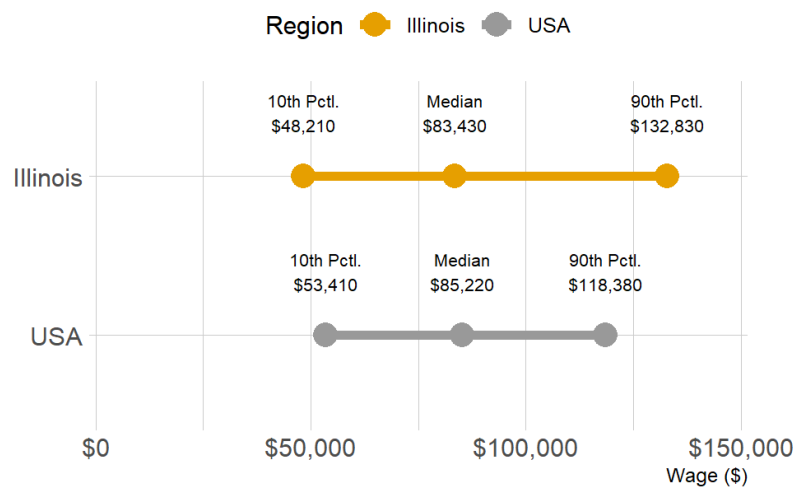 Region Illinois USA
10th Pctl. Median 90th Pctl.
$48,210 $83,430 $132,830
Illinois
10th Pctl. Median 90th Pctl.
$53,410 $85,220 $118,380
USA
$0 $50,000 $100,000 $150,000
Wage ($)